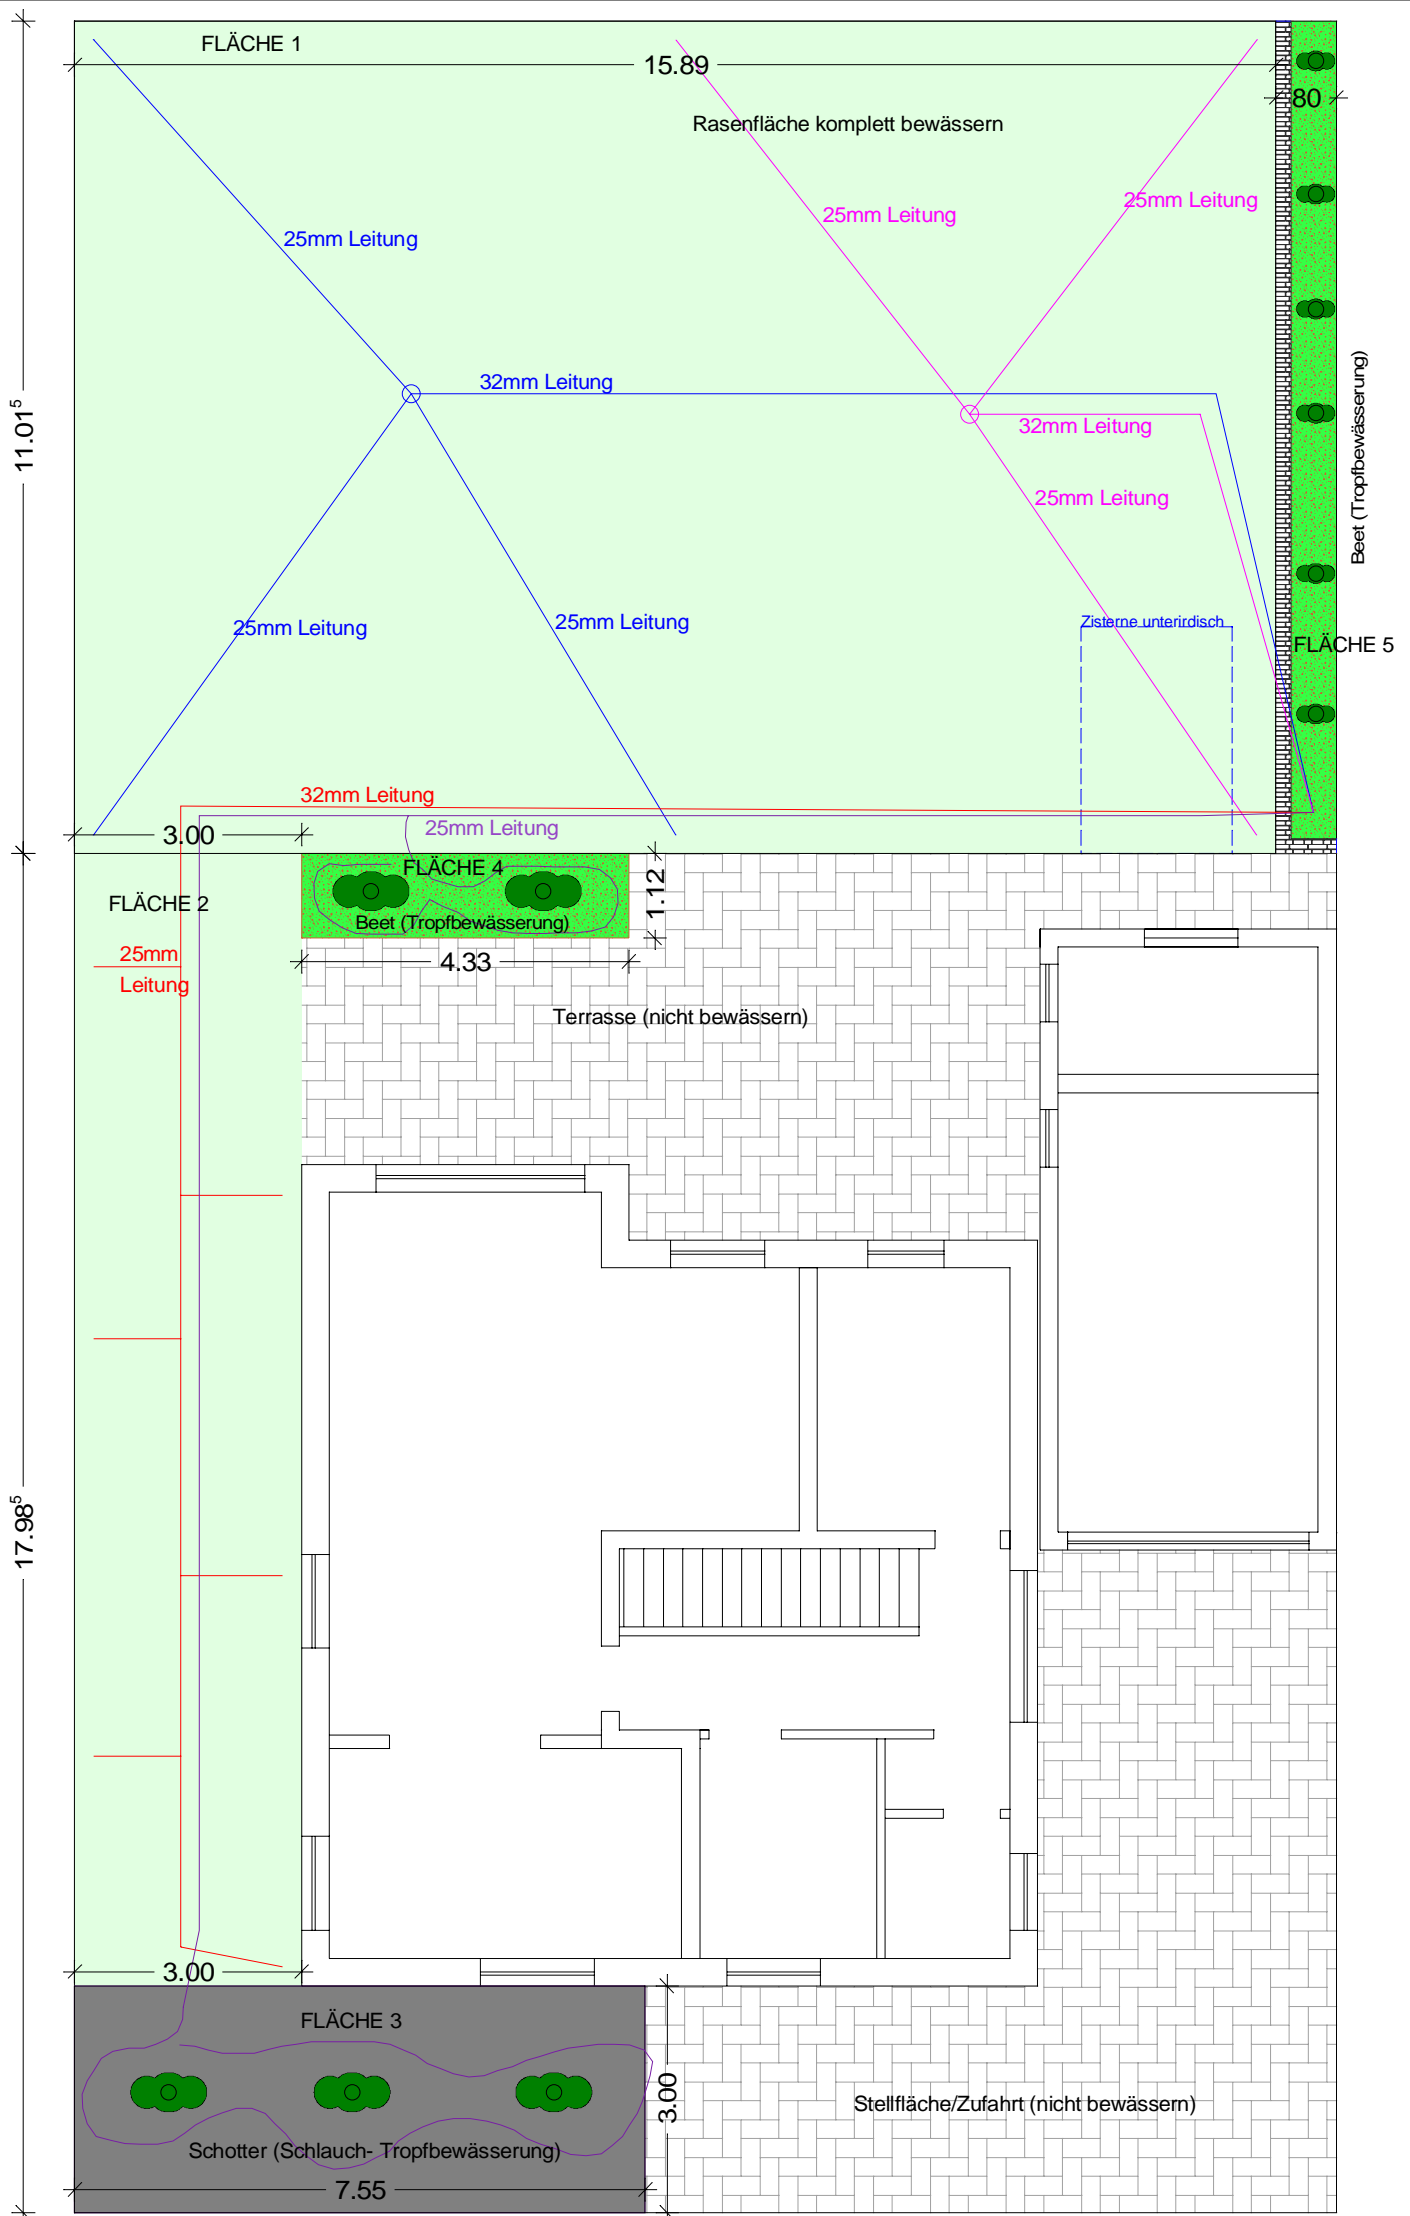 FLÄCHE 1
15.89
80
Rasenfläche komplett bewässern
25mm Leitung
25mm Leitung
25mm Leitung
32mm Leitung
32mm Leitung
11.01⁵
Beet (Tropfbewässerung)
25mm Leitung
25mm Leitung
25mm Leitung
Zisterne unterirdisch
FLÄCHE 5
32mm Leitung
25mm Leitung
3.00
FLÄCHE 4
1.12
FLÄCHE 2
Beet (Tropfbewässerung)
25mm
Leitung
4.33
Terrasse (nicht bewässern)
17.98⁵
3.00
FLÄCHE 3
3.00
Stellfläche/Zufahrt (nicht bewässern)
Schotter (Schlauch- Tropfbewässerung)
7.55